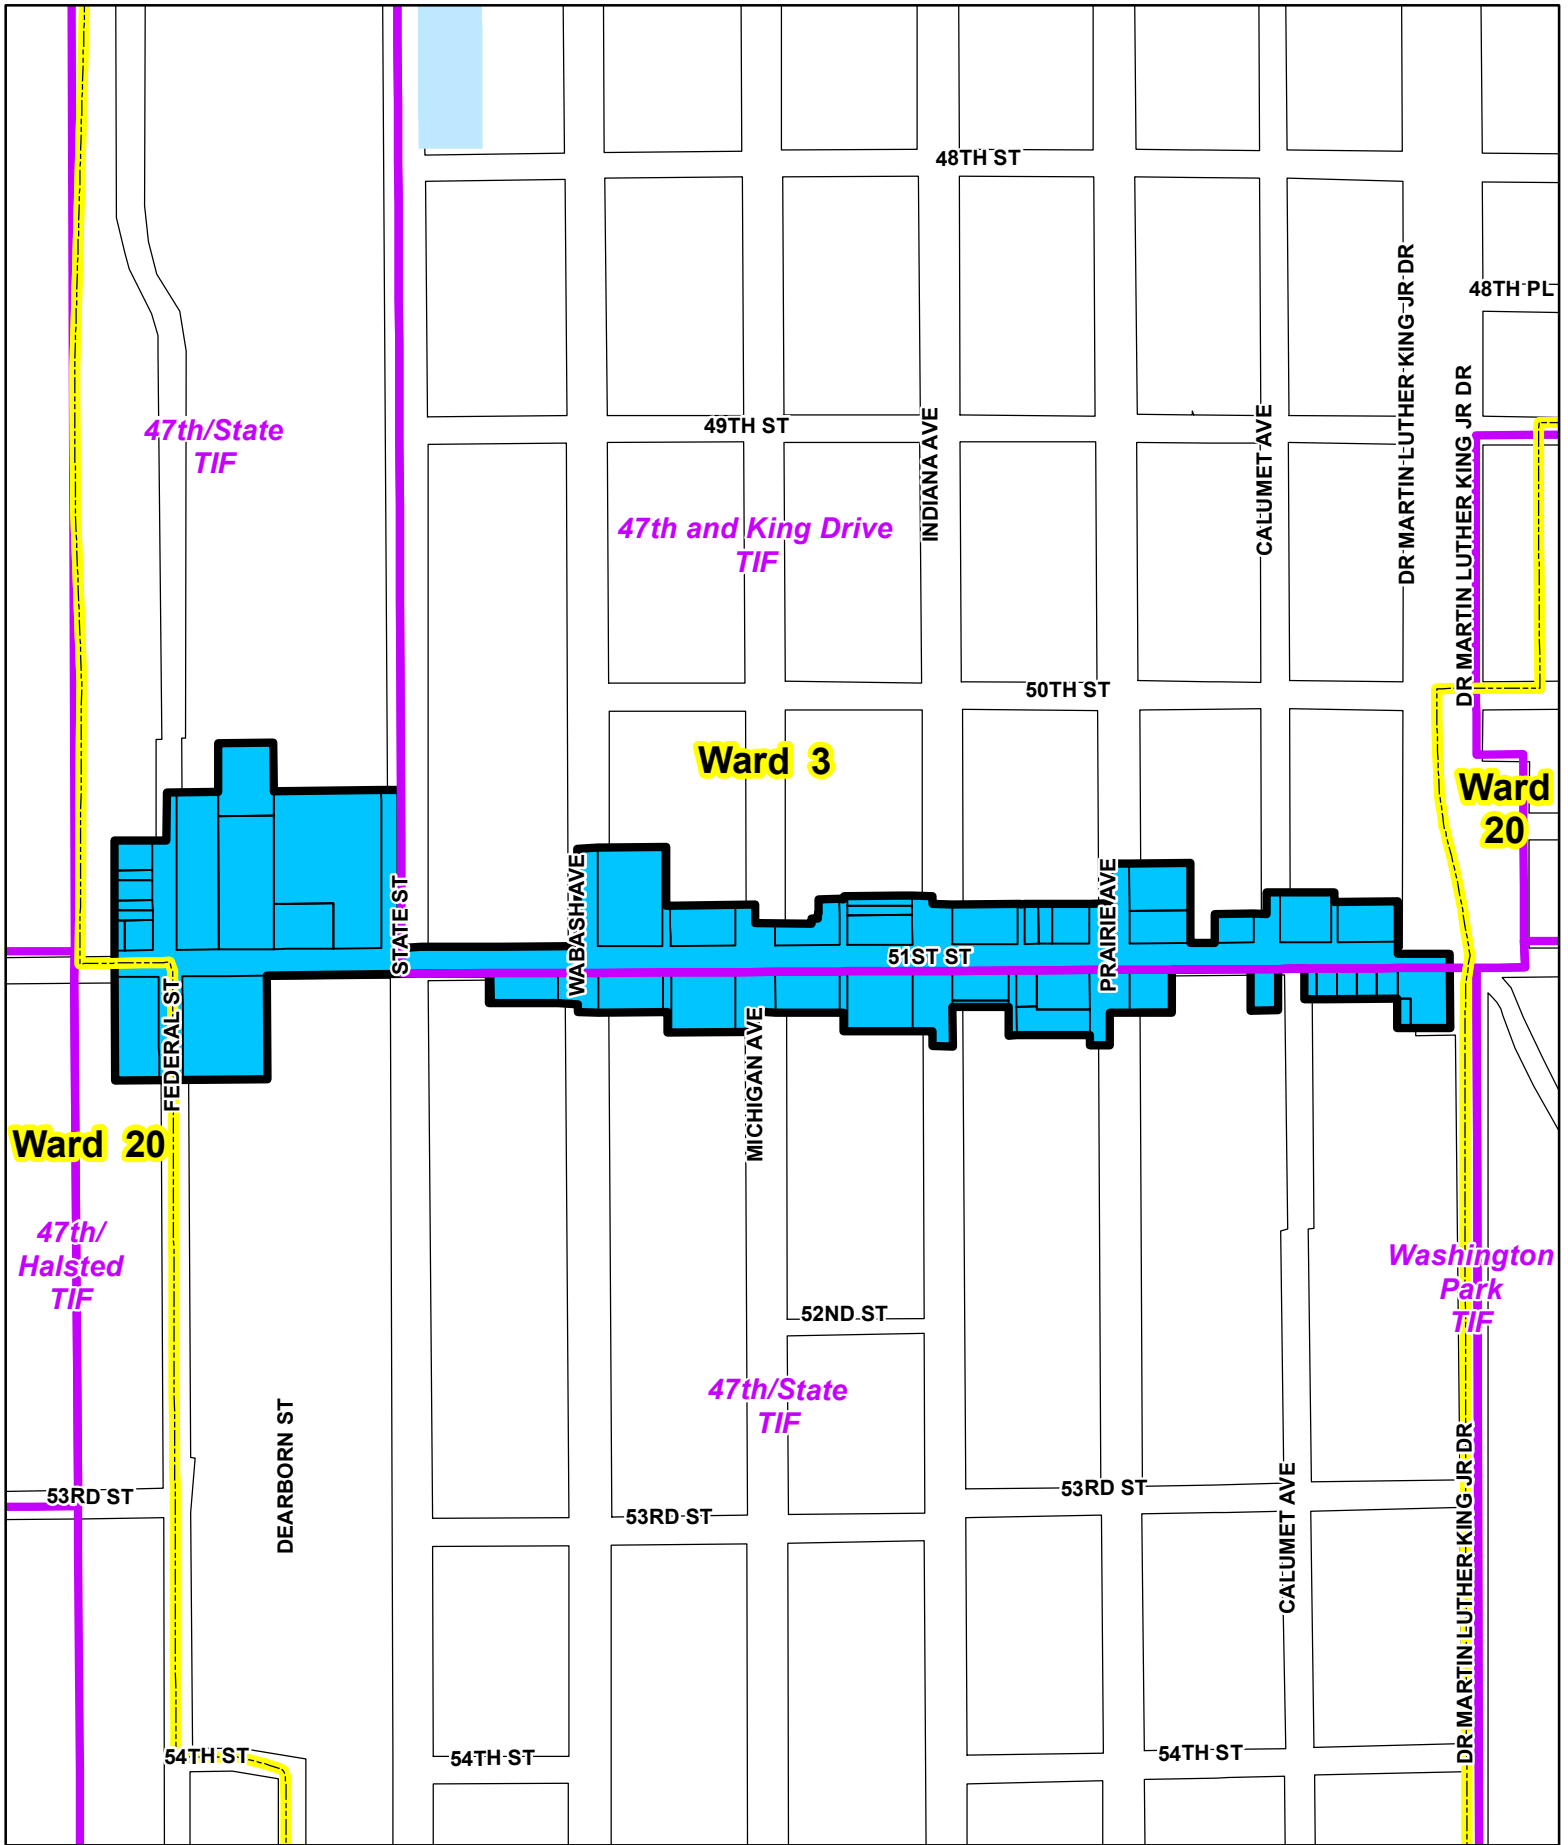 48TH ST
DR MARTIN LUTHER KING JR DR
48TH PL
DR MARTIN LUTHER KING JR DR
47th/State
TIF
49TH ST
INDIANA AVE
CALUMET AVE
47th and King Drive
TIF
50TH ST
Ward 3
Ward
20
WABASH AVE
STATE ST
PRAIRIE AVE
51ST ST
FEDERAL ST
MICHIGAN AVE
Ward 20
47th/
Halsted
TIF
Washington
Park
TIF
52ND ST
47th/State
TIF
DEARBORN ST
53RD ST
53RD ST
53RD ST
CALUMET AVE
DR MARTIN LUTHER KING JR DR
54TH ST
54TH ST
54TH ST